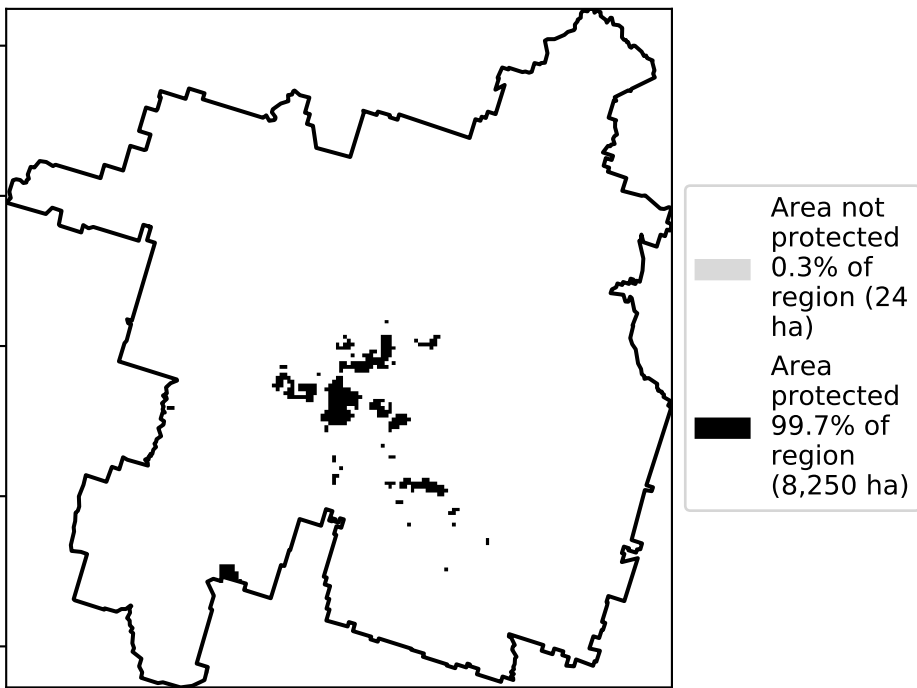 Area not
protected
0.3% of
region (24
ha)
Area
protected
99.7% of
region
(8,250 ha)